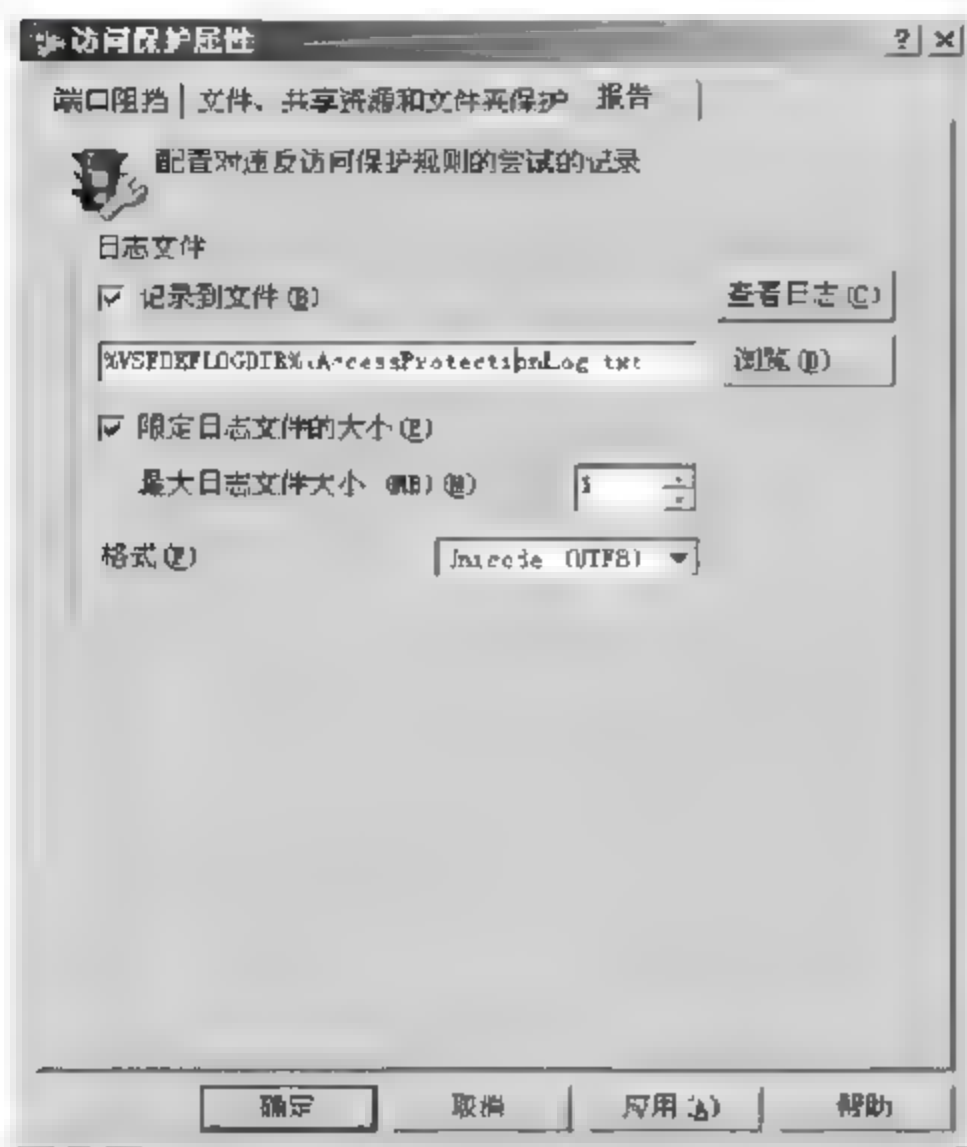 访问保护属性
端口阻挡 文件、共享资源和文件夹保护 报告
配置对违反访问保护规则的尝试的记录
日志文件
记录到文件(B)
查看日志(C)
%VSEDEFLOGDIR%\AccessProtectionLog.txt
浏览(D)
限定日志文件的大小(E)
最大日志文件大小 (MB)(M)
格式(F)
Unicode (UTF8)
确定 取消 应用(A) 帮助